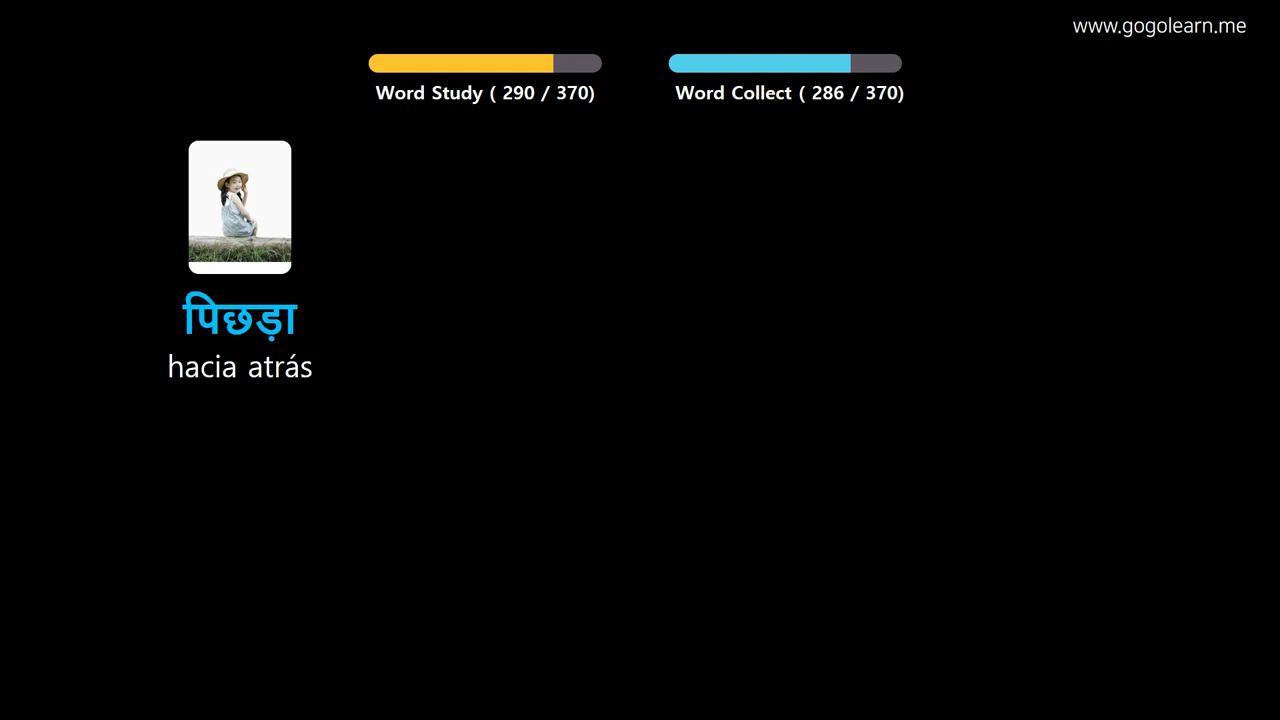 www.gogolearn.me
Word Study ( 290 / 370)
Word Collect ( 286 / 370)
पिछड़ा
hacia atrás